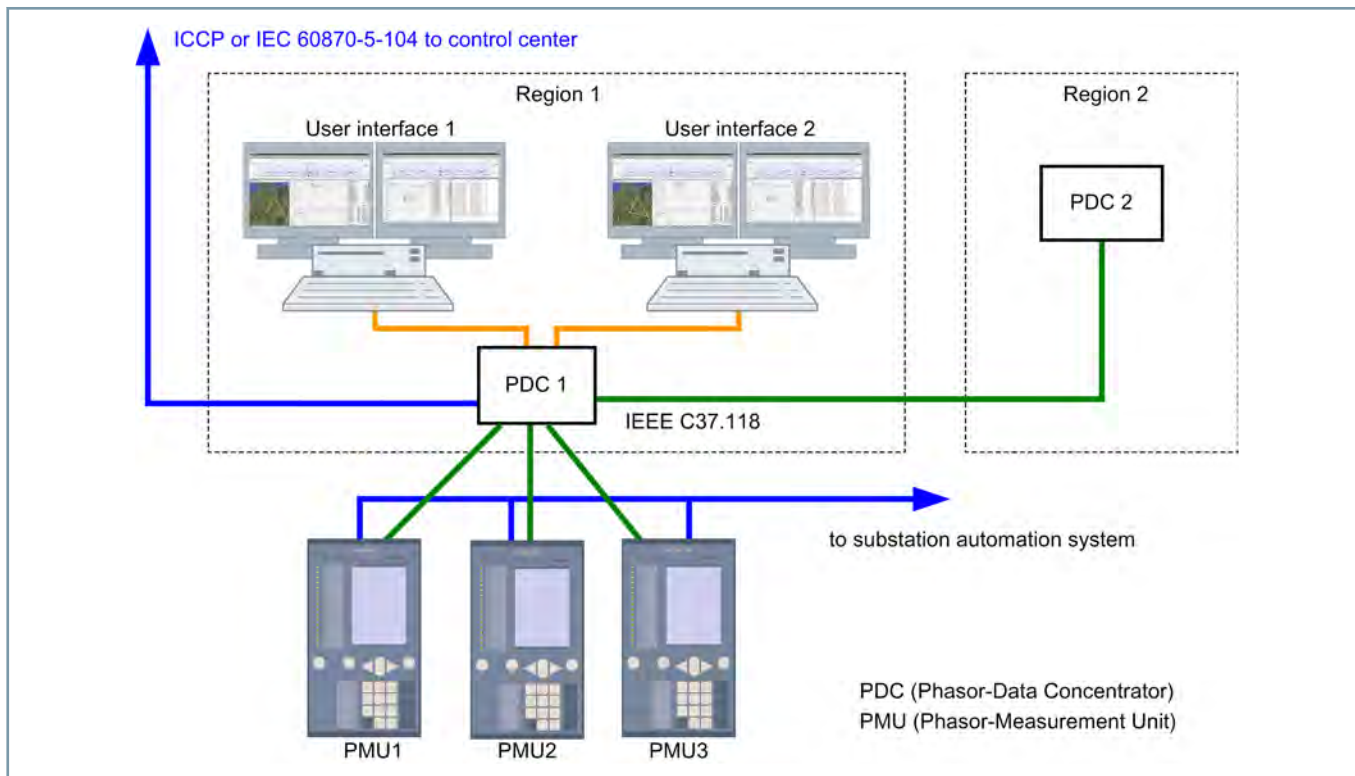 ICCP or IEC 60870-5-104 to control center
Region 1
Region 2
User interface 1
User interface 2
PDC 2
PDC 1
IEEE C37.118
to substation automation system
PDC (Phasor-Data Concentrator)
PMU (Phasor-Measurement Unit)
PMU1
PMU2
PMU3